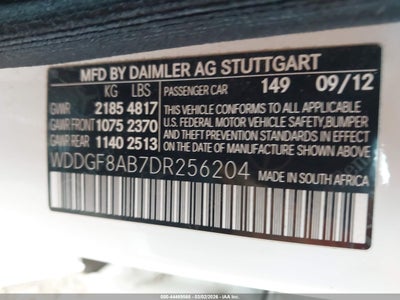 MFD BY DAIMLER AG STUTTGART
KG LBS PASSENGER CAR 149 09/12
GVWR 2185 4817 THIS VEHICLE CONFORMS TO ALL APPLICABLE
GAWR FRONT 1075 2370 U.S. FEDERAL MOTOR VEHICLE SAFETY, BUMPER
GAWR REAR 1140 2513 AND THEFT PREVENTION STANDARDS IN EFFECT
ON THE DATE OF MANUFACTURE SHOWN ABOVE
WDDGF8AB7DR256204 MADE IN SOUTH AFRICA